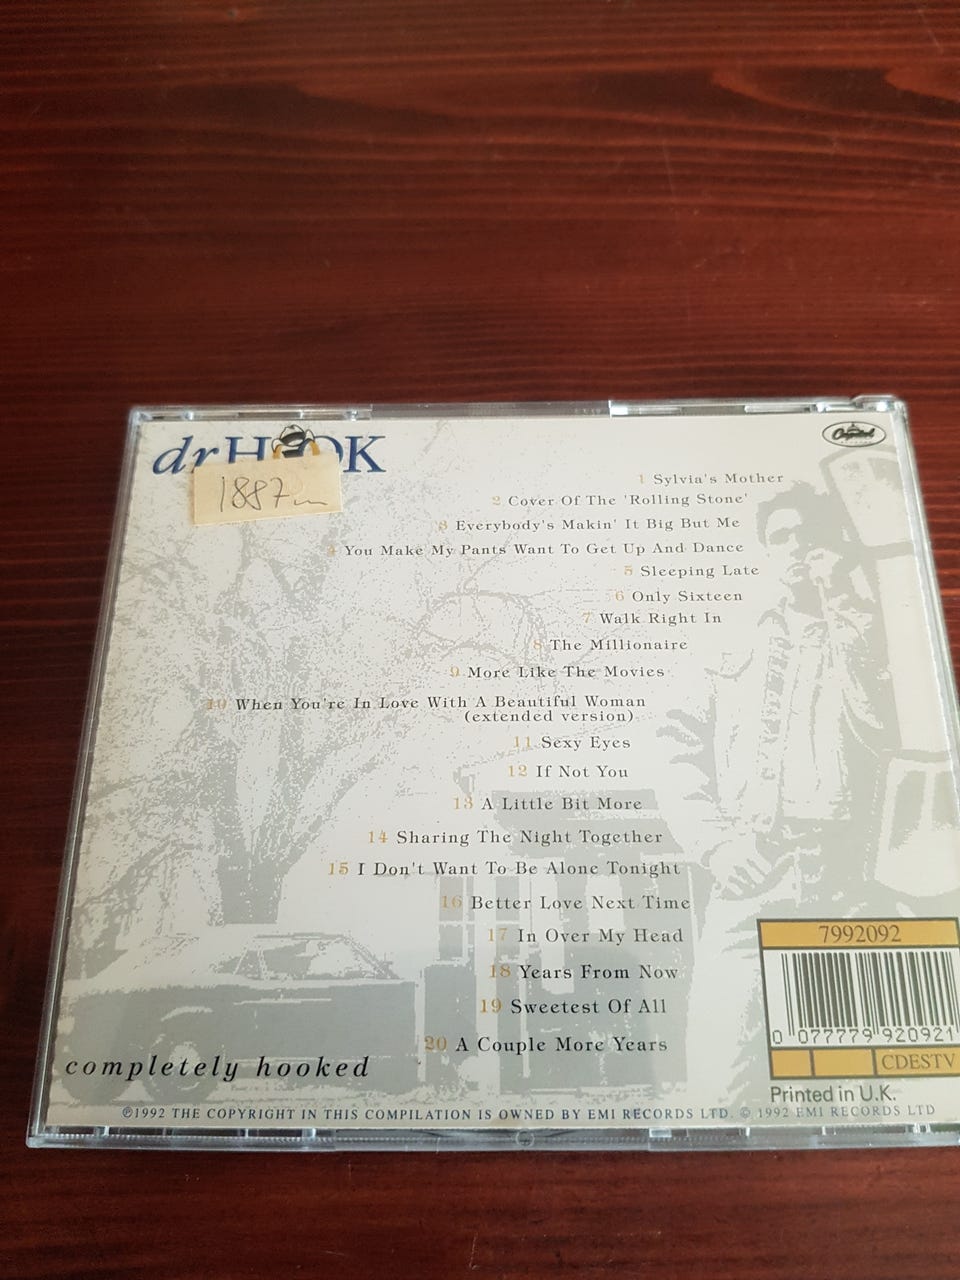 dr HOOK
1887
Capitol
1 Sylvia's Mother
2 Cover Of The 'Rolling Stone'
3 Everybody's Makin' It Big But Me
4 You Make My Pants Want To Get Up And Dance
5 Sleeping Late
6 Only Sixteen
7 Walk Right In
8 The Millionaire
9 More Like The Movies
10 When You're In Love With A Beautiful Woman
(extended version)
11 Sexy Eyes
12 If Not You
13 A Little Bit More
14 Sharing The Night Together
15 I Don't Want To Be Alone Tonight
16 Better Love Next Time
17 In Over My Head
18 Years From Now
19 Sweetest Of All
20 A Couple More Years
completely hooked
7992092
0 077779 920921
CDESTV
Printed in U.K.
℗1992 THE COPYRIGHT IN THIS COMPILATION IS OWNED BY EMI RECORDS LTD. © 1992 EMI RECORDS LTD